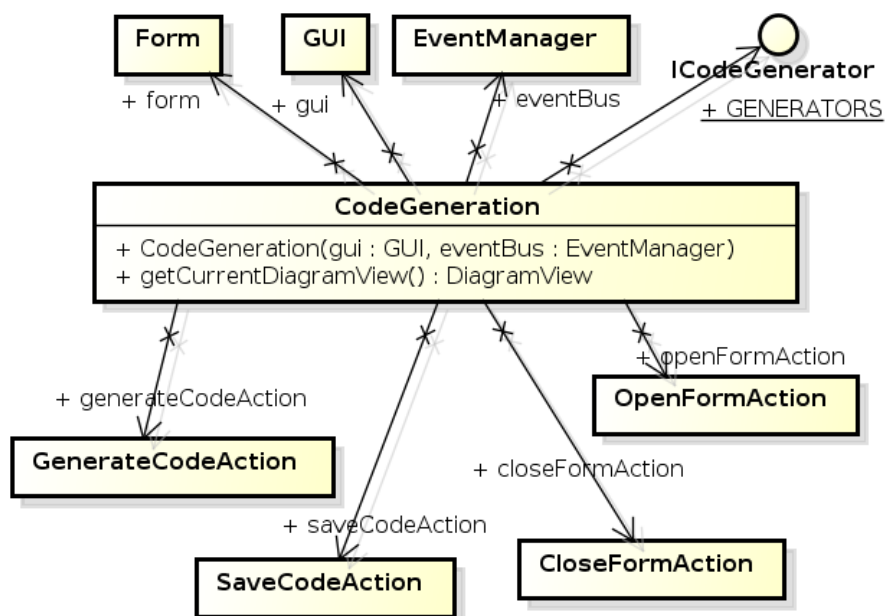 Form
GUI
EventManager
ICodeGenerator
+ form
+ gui
+ eventBus
+ GENERATORS
CodeGeneration
+ CodeGeneration(gui : GUI, eventBus : EventManager)
+ getCurrentDiagramView() : DiagramView
+ openFormAction
OpenFormAction
+ generateCodeAction
GenerateCodeAction
+ closeFormAction
+ saveCodeAction
CloseFormAction
SaveCodeAction